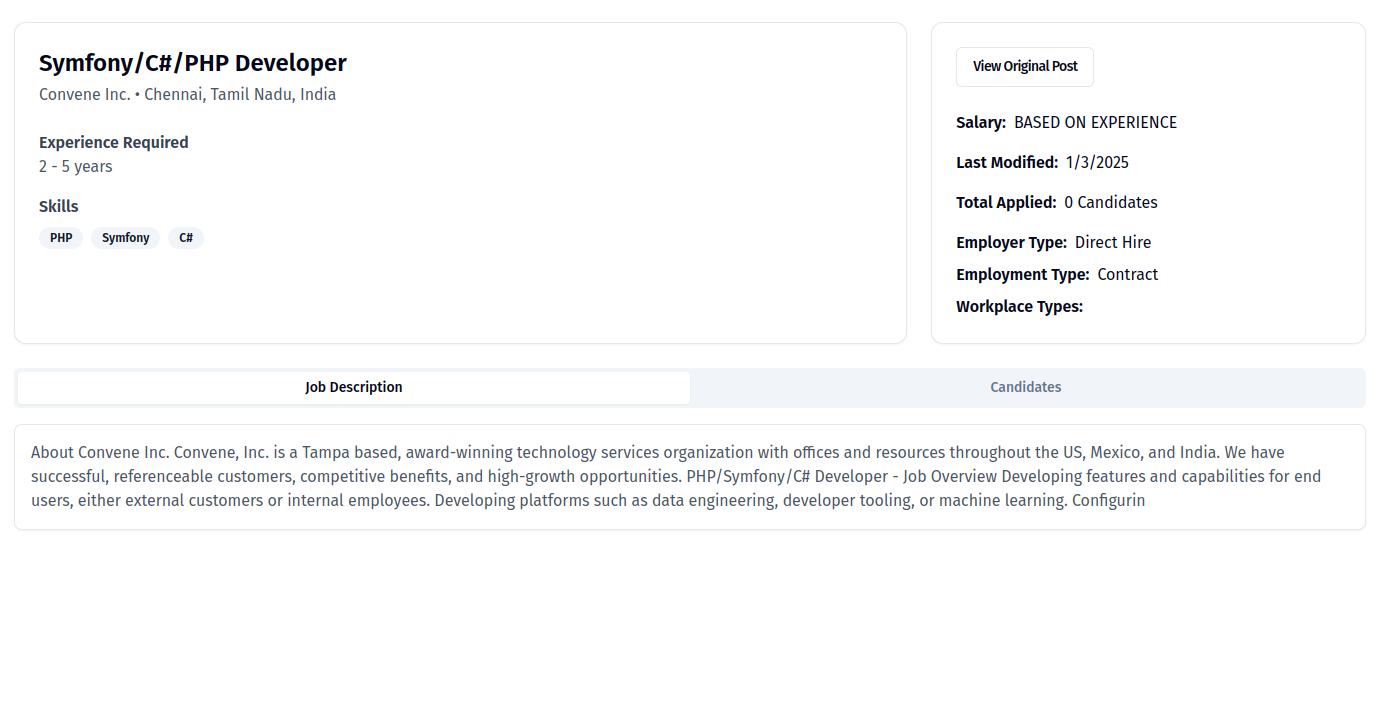 Symfony/C#/PHP Developer
Convene Inc. • Chennai, Tamil Nadu, India
Experience Required
2 - 5 years
Skills
PHP Symfony C#
View Original Post
Salary: BASED ON EXPERIENCE
Last Modified: 1/3/2025
Total Applied: 0 Candidates
Employer Type: Direct Hire
Employment Type: Contract
Workplace Types:
Job Description Candidates
About Convene Inc. Convene, Inc. is a Tampa based, award-winning technology services organization with offices and resources throughout the US, Mexico, and India. We have
successful, referenceable customers, competitive benefits, and high-growth opportunities. PHP/Symfony/C# Developer - Job Overview Developing features and capabilities for end
users, either external customers or internal employees. Developing platforms such as data engineering, developer tooling, or machine learning. Configurin